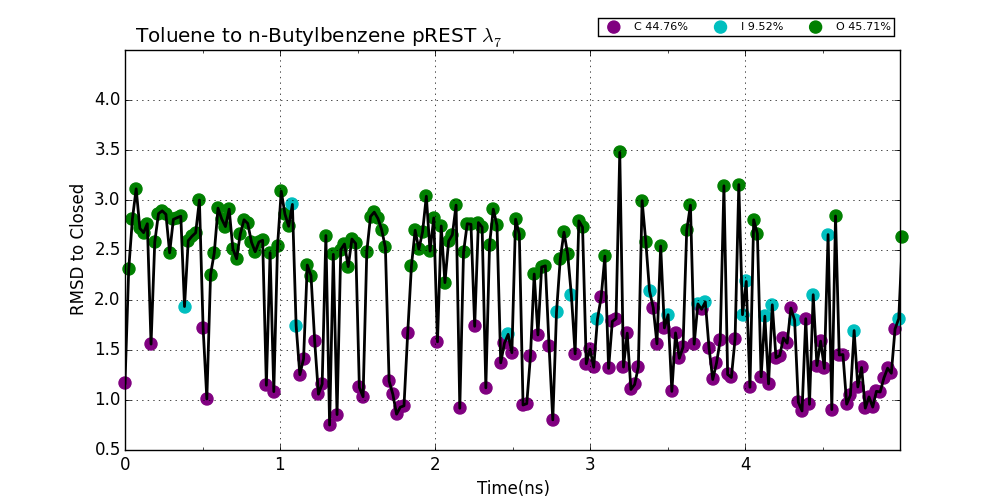 Toluene to n-Butylbenzene pREST λ₇
C 44.76% I 9.52% O 45.71%
4.0
3.5
3.0
2.5
2.0
1.5
1.0
0.5
RMSD to Closed
0 1 2 3 4
Time(ns)